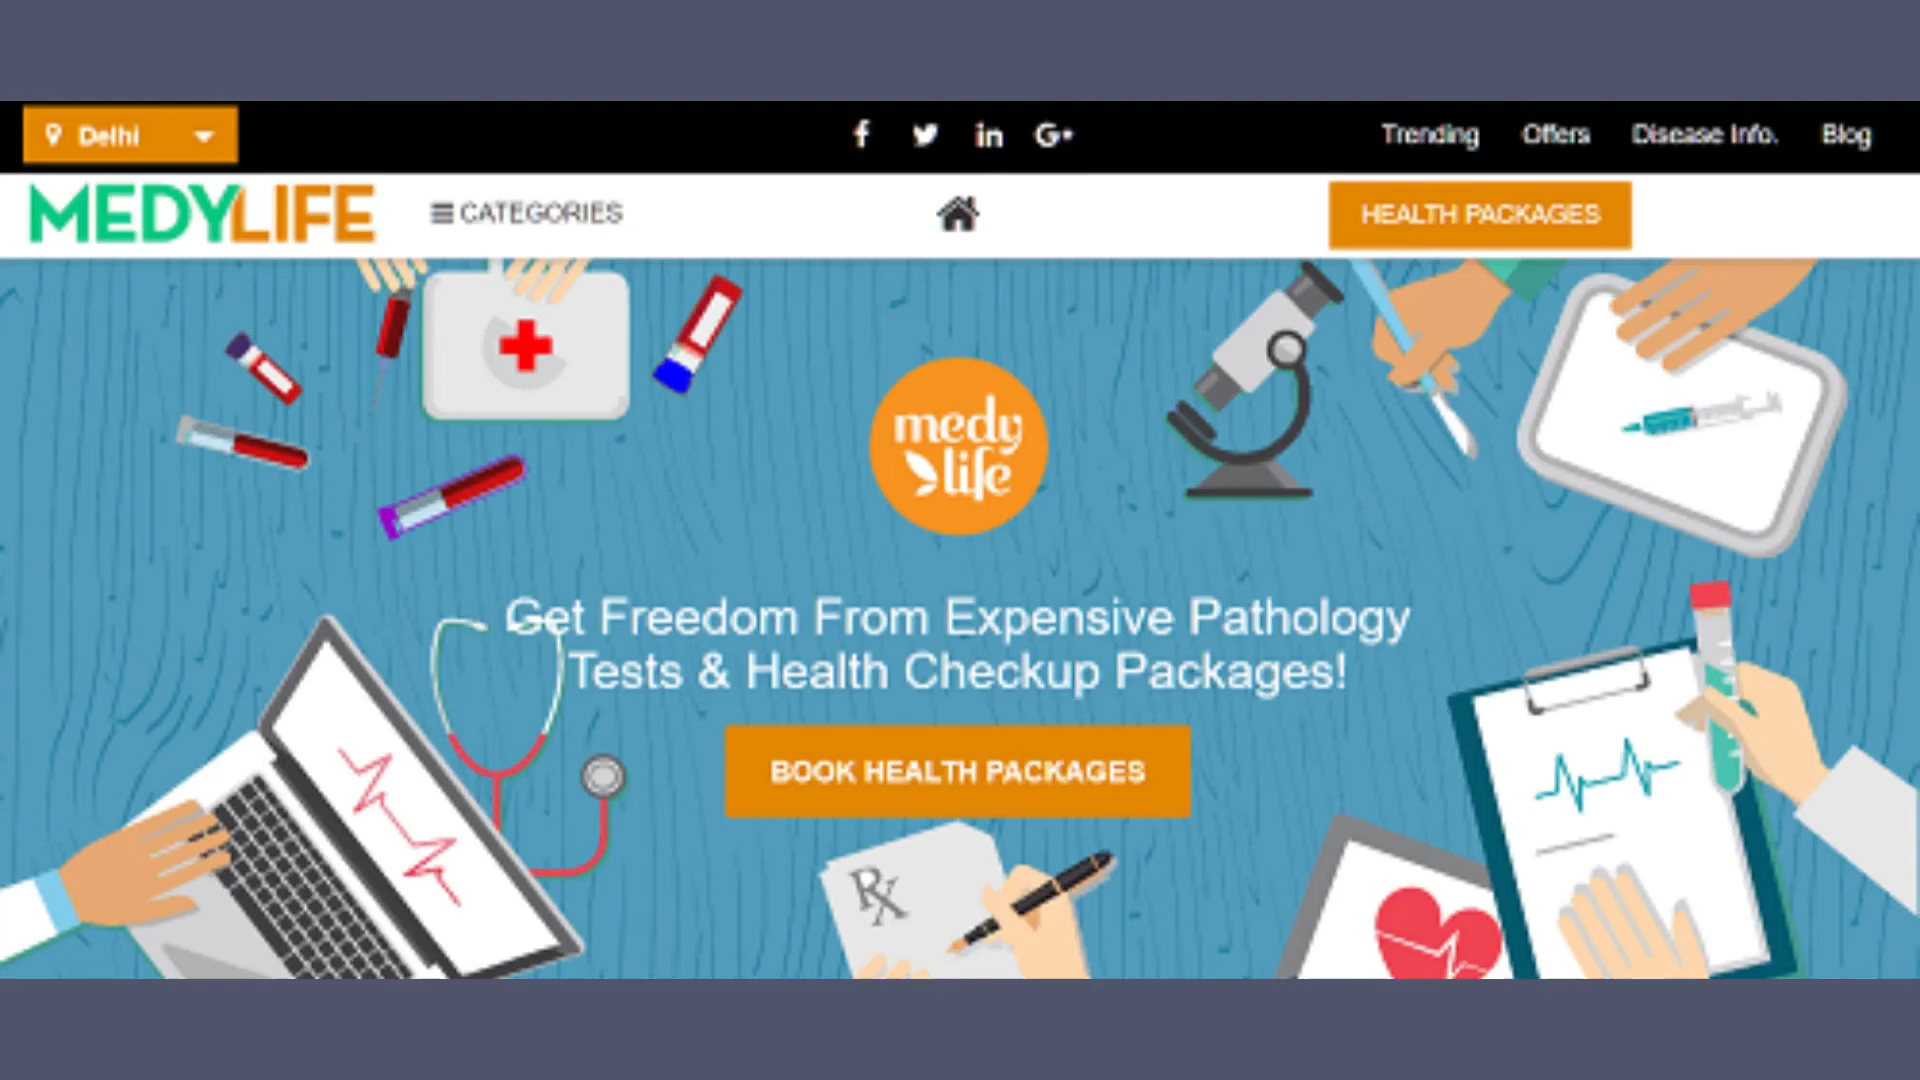 Delhi
Trending Offers Disease Info. Blog
MEDYLIFE CATEGORIES HEALTH PACKAGES
medy
life
Get Freedom From Expensive Pathology
Tests & Health Checkup Packages!
BOOK HEALTH PACKAGES
Rx